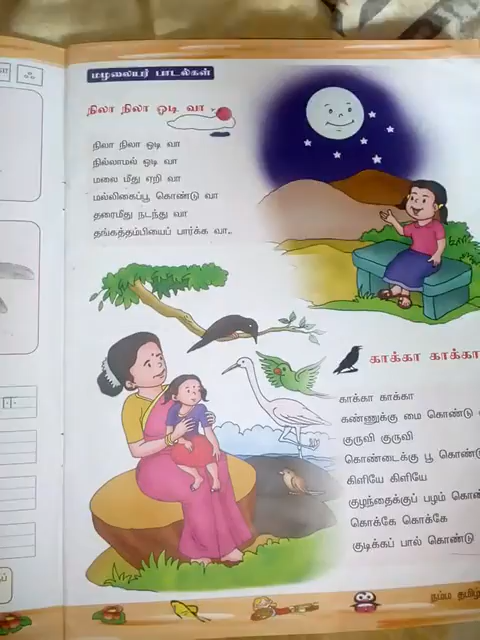 மழலையர் பாடல்கள்
நிலா நிலா ஓடி வா
நிலா நிலா ஓடி வா
நில்லாமல் ஓடி வா
மலை மீது ஏறி வா
மல்லிகைப்பூ கொண்டு வா
தரைமீது நடந்து வா
தங்கத்தம்பியைப் பார்க்க வா..
காக்கா காக்கா
காக்கா காக்கா
கண்ணுக்கு மை கொண்டு
குருவி குருவி
கொண்டைக்கு பூ
கிளியே கிளியே
குழந்தைக்குப் பழம்
கொக்கே கொக்கே
குடிக்கப் பால் கொண்டு
நம்ம